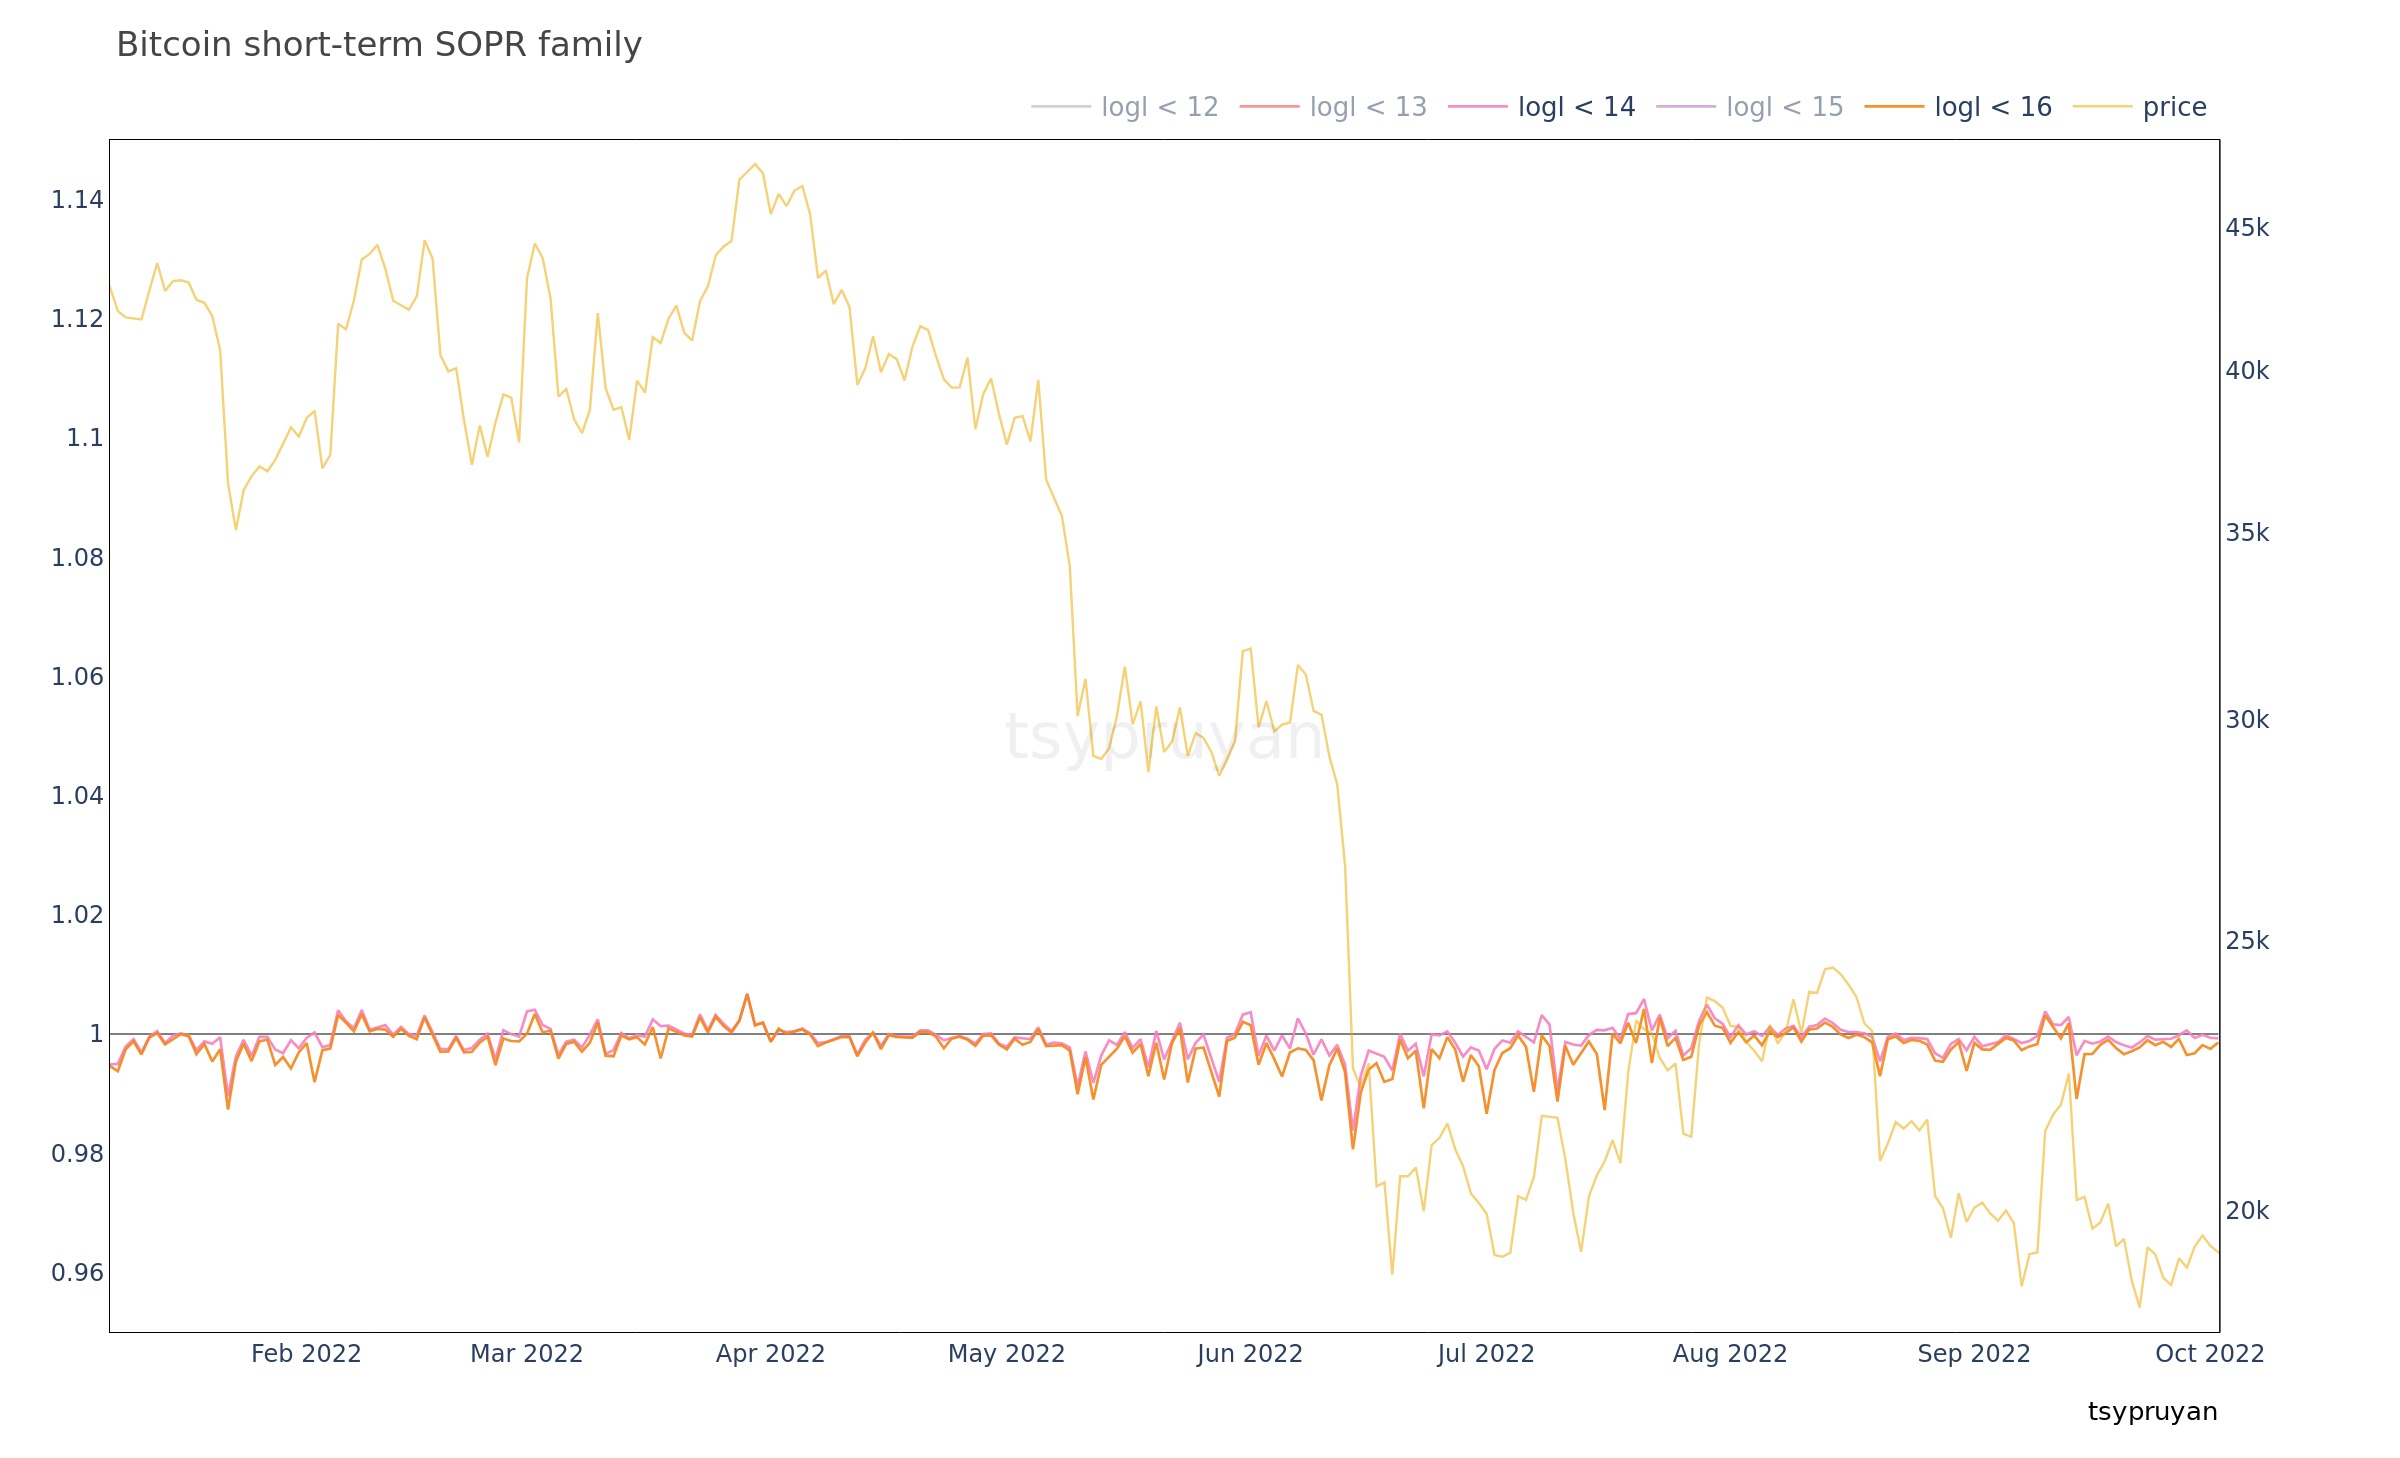 Bitcoin short-term SOPR family
logl < 12 logl < 13 logl < 14 logl < 15 logl < 16 price
1.14
1.12
1.1
1.08
1.06
1.04
1.02
1
0.98
0.96
45k
40k
35k
30k
25k
20k
tsypruyan
Feb 2022 Mar 2022 Apr 2022 May 2022 Jun 2022 Jul 2022 Aug 2022 Sep 2022 Oct 2022
tsypruyan